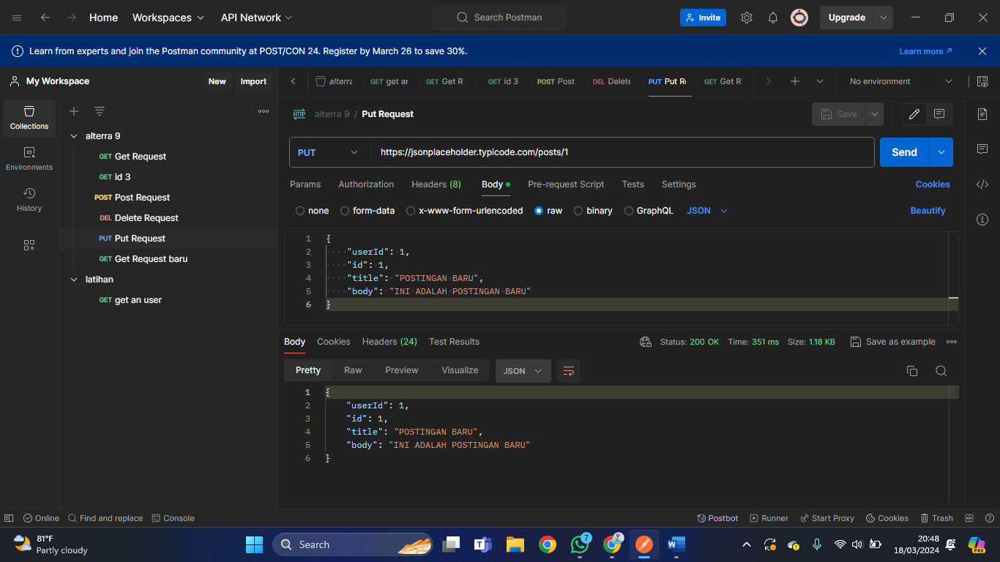 Home Workspaces API Network Search Postman Invite Upgrade
Learn from experts and join the Postman community at POST/CON 24. Register by March 26 to save 30%. Learn more
My Workspace New Import alterra GET get an GET Get R GET id 3 POST Post DEL Delete PUT Put Re GET Get R No environment
HTTP alterra 9 / Put Request Save
Collections
Environments
History
alterra 9
GET Get Request
GET id 3
POST Post Request
DEL Delete Request
PUT Put Request
GET Get Request baru
latihan
GET get an user
PUT https://jsonplaceholder.typicode.com/posts/1 Send
Params Authorization Headers (8) Body Pre-request Script Tests Settings Cookies
none form-data x-www-form-urlencoded raw binary GraphQL JSON Beautify
1 {
2 "userId": 1,
3 "id": 1,
4 "title": "POSTINGAN BARU",
5 "body": "INI ADALAH POSTINGAN BARU"
6 }
Body Cookies Headers (24) Test Results Status: 200 OK Time: 351 ms Size: 1.18 KB Save as example
Pretty Raw Preview Visualize JSON
1 {
2 "userId": 1,
3 "id": 1,
4 "title": "POSTINGAN BARU",
5 "body": "INI ADALAH POSTINGAN BARU"
6 }
Online Find and replace Console Postbot Runner Start Proxy Cookies Trash
81°F
Partly cloudy
Search
7
20:48
18/03/2024
PRE